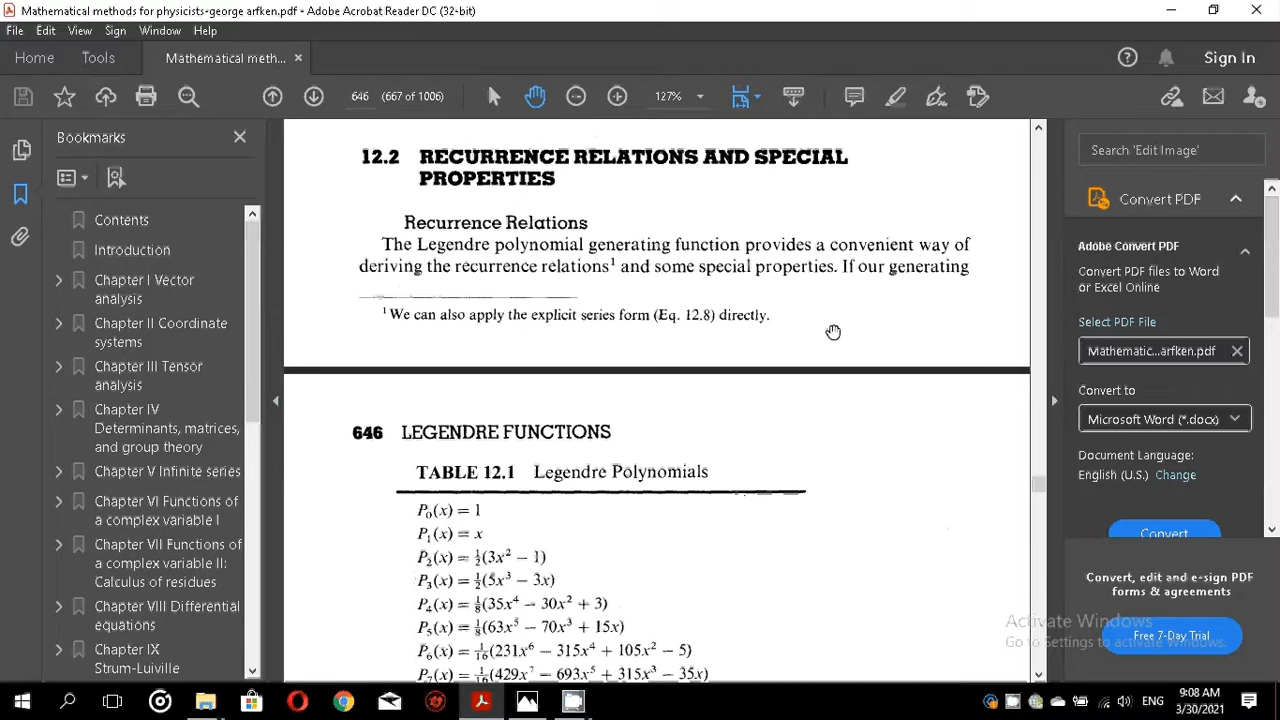 Mathematical methods for physicists-george arfken.pdf - Adobe Acrobat Reader DC (32-bit)
File Edit View Sign Window Help
Home Tools Mathematical meth... × Sign In
646 (667 of 1006) 127%
Bookmarks
Contents
Introduction
Chapter I Vector
analysis
Chapter II Coordinate
systems
Chapter III Tensor
analysis
Chapter IV
Determinants, matrices,
and group theory
Chapter V Infinite series
Chapter VI Functions of
a complex variable I
Chapter VII Functions of
a complex variable II:
Calculus of residues
Chapter VIII Differential
equations
Chapter IX
Strum-Luiville
12.2 RECURRENCE RELATIONS AND SPECIAL
PROPERTIES
Recurrence Relations
The Legendre polynomial generating function provides a convenient way of
deriving the recurrence relations¹ and some special properties. If our generating
¹ We can also apply the explicit series form (Eq. 12.8) directly.
646 LEGENDRE FUNCTIONS
TABLE 12.1 Legendre Polynomials
P₀(x) = 1
P₁(x) = x
P₂(x) = ½(3x² − 1)
P₃(x) = ½(5x³ − 3x)
P₄(x) = ⅛(35x⁴ − 30x² + 3)
P₅(x) = ⅛(63x⁵ − 70x³ + 15x)
P₆(x) = 1/16(231x⁶ − 315x⁴ + 105x² − 5)
P₇(x) = 1/16(429x⁷ − 693x⁵ + 315x³ − 35x)
Search 'Edit Image'
Convert PDF
Adobe Convert PDF
Convert PDF files to Word
or Excel Online
Select PDF File
Mathematic...arfken.pdf ×
Convert to
Microsoft Word (*.docx)
Document Language:
English (U.S.) Change
Convert
Convert, edit and e-sign PDF
forms & agreements
Free 7-Day Trial
Activate Windows
Go to Settings to activate Windows.
ENG
9:08 AM
3/30/2021